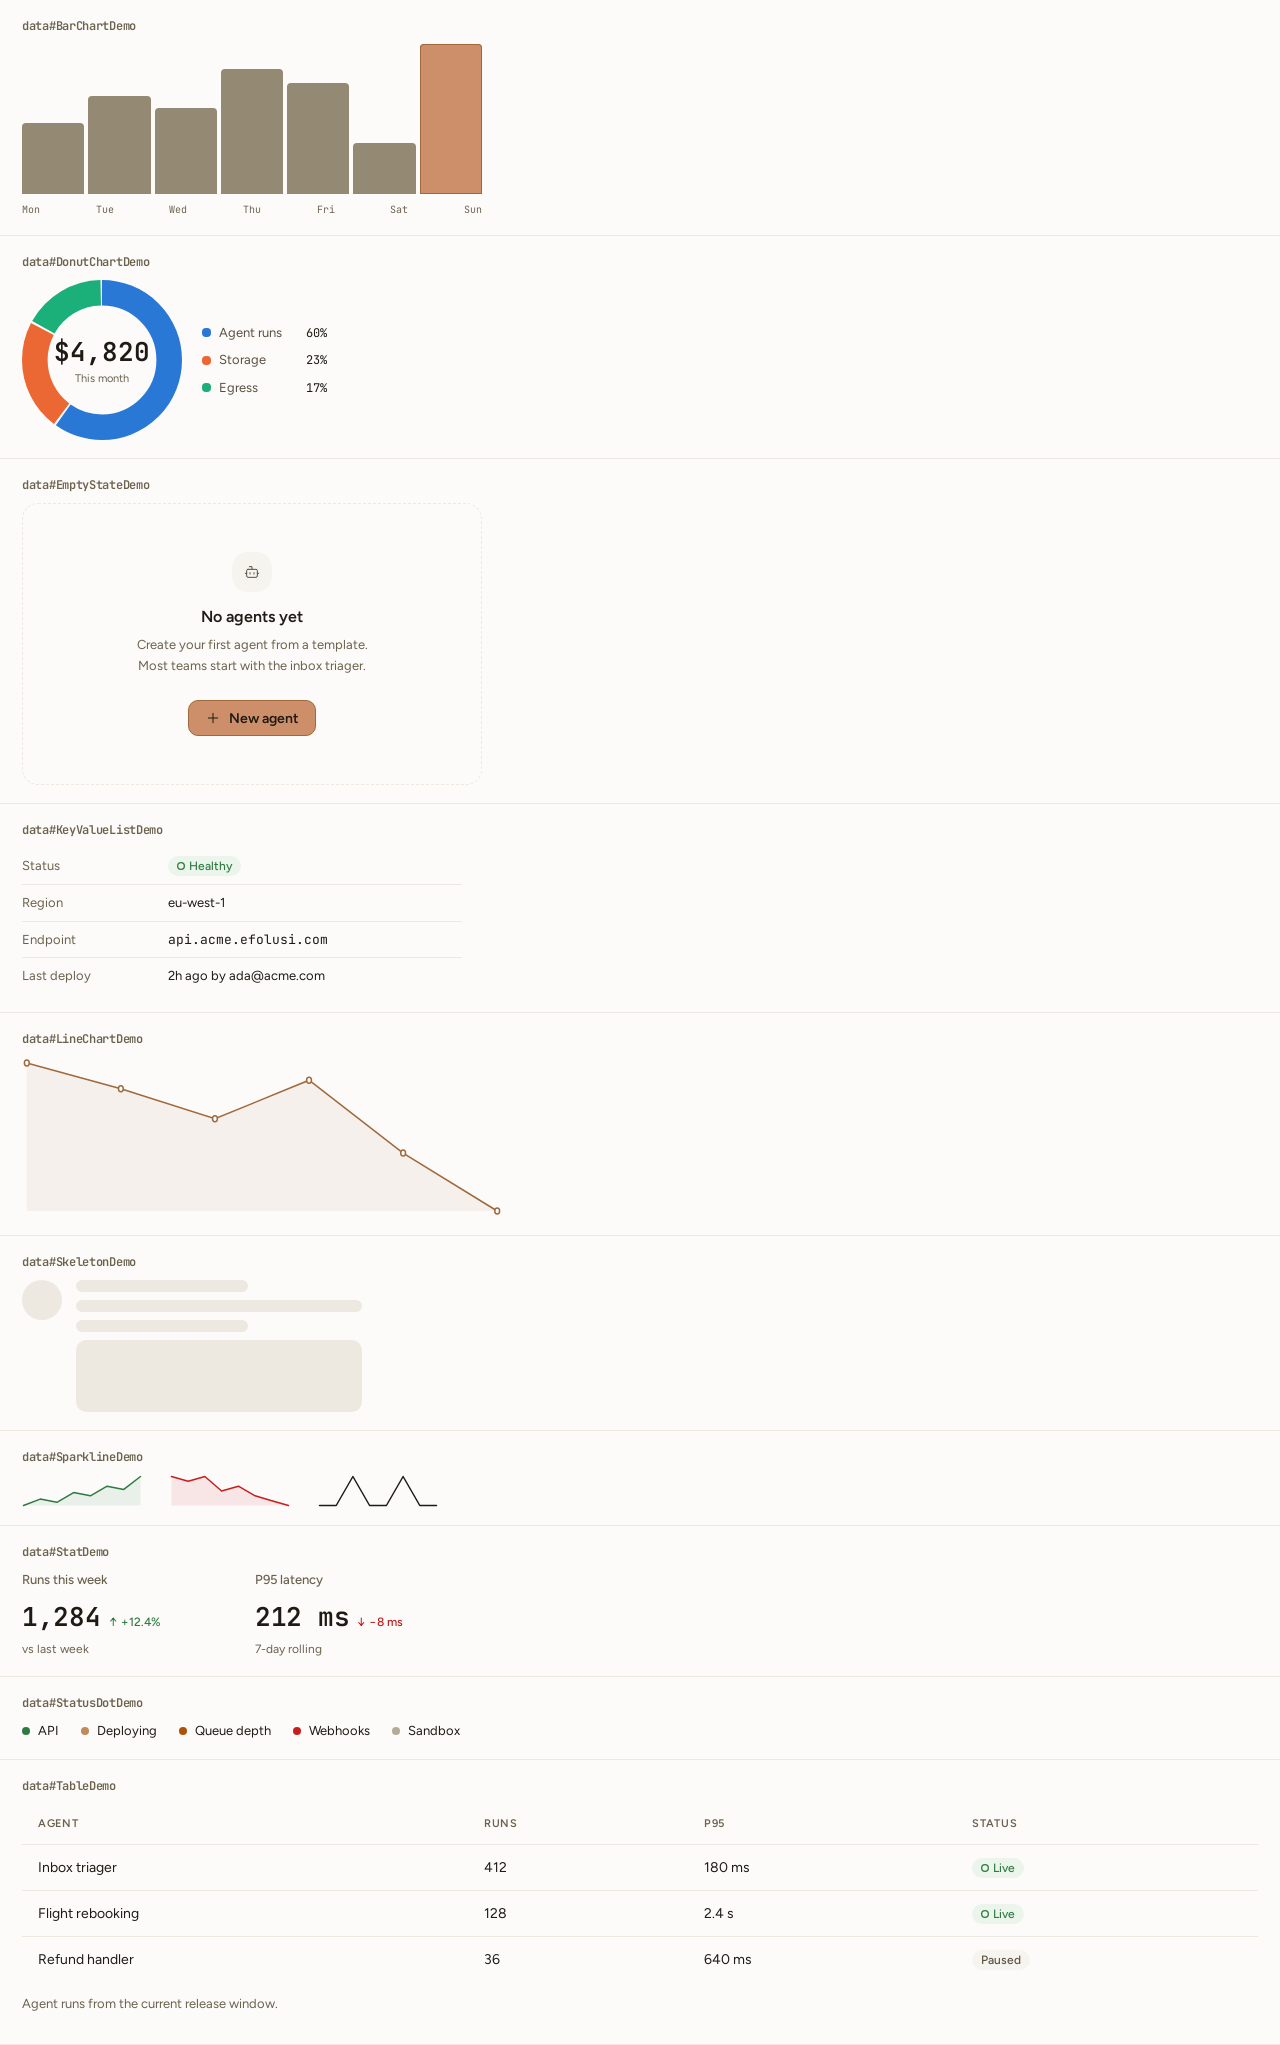 data#BarChartDemo
Mon Tue Wed Thu Fri Sat Sun
data#DonutChartDemo
$4,820
This month
Agent runs 60%
Storage 23%
Egress 17%
data#EmptyStateDemo
No agents yet
Create your first agent from a template.
Most teams start with the inbox triager.
New agent
data#KeyValueListDemo
Status Healthy
Region eu-west-1
Endpoint api.acme.efolusi.com
Last deploy 2h ago by ada@acme.com
data#LineChartDemo
data#SkeletonDemo
data#SparklineDemo
data#StatDemo
Runs this week P95 latency
1,284 ↑ +12.4% 212 ms ↓ -8 ms
vs last week 7-day rolling
data#StatusDotDemo
API Deploying Queue depth Webhooks Sandbox
data#TableDemo
AGENT RUNS P95 STATUS
Inbox triager 412 180 ms Live
Flight rebooking 128 2.4 s Live
Refund handler 36 640 ms Paused
Agent runs from the current release window.